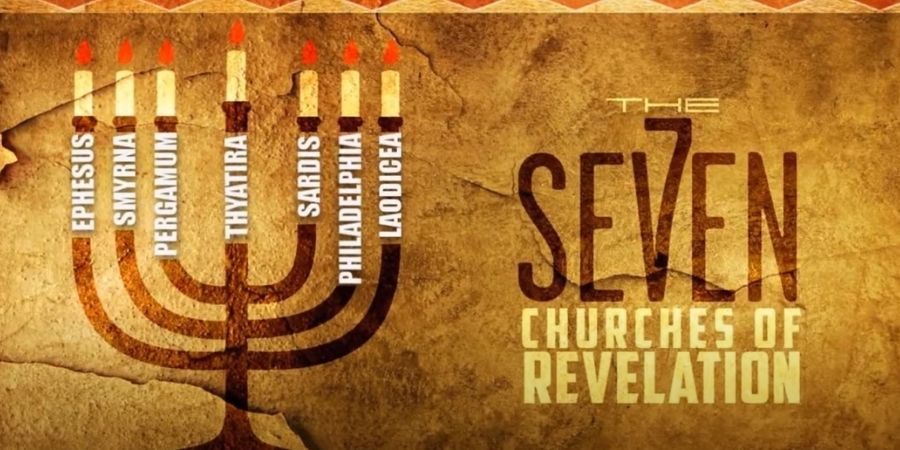 EPHESUS
SMYRNA
PERGAMUM
THYATIRA
SARDIS
PHILADELPHIA
LAODICEA
THE
SE7EN
CHURCHES OF
REVELATION